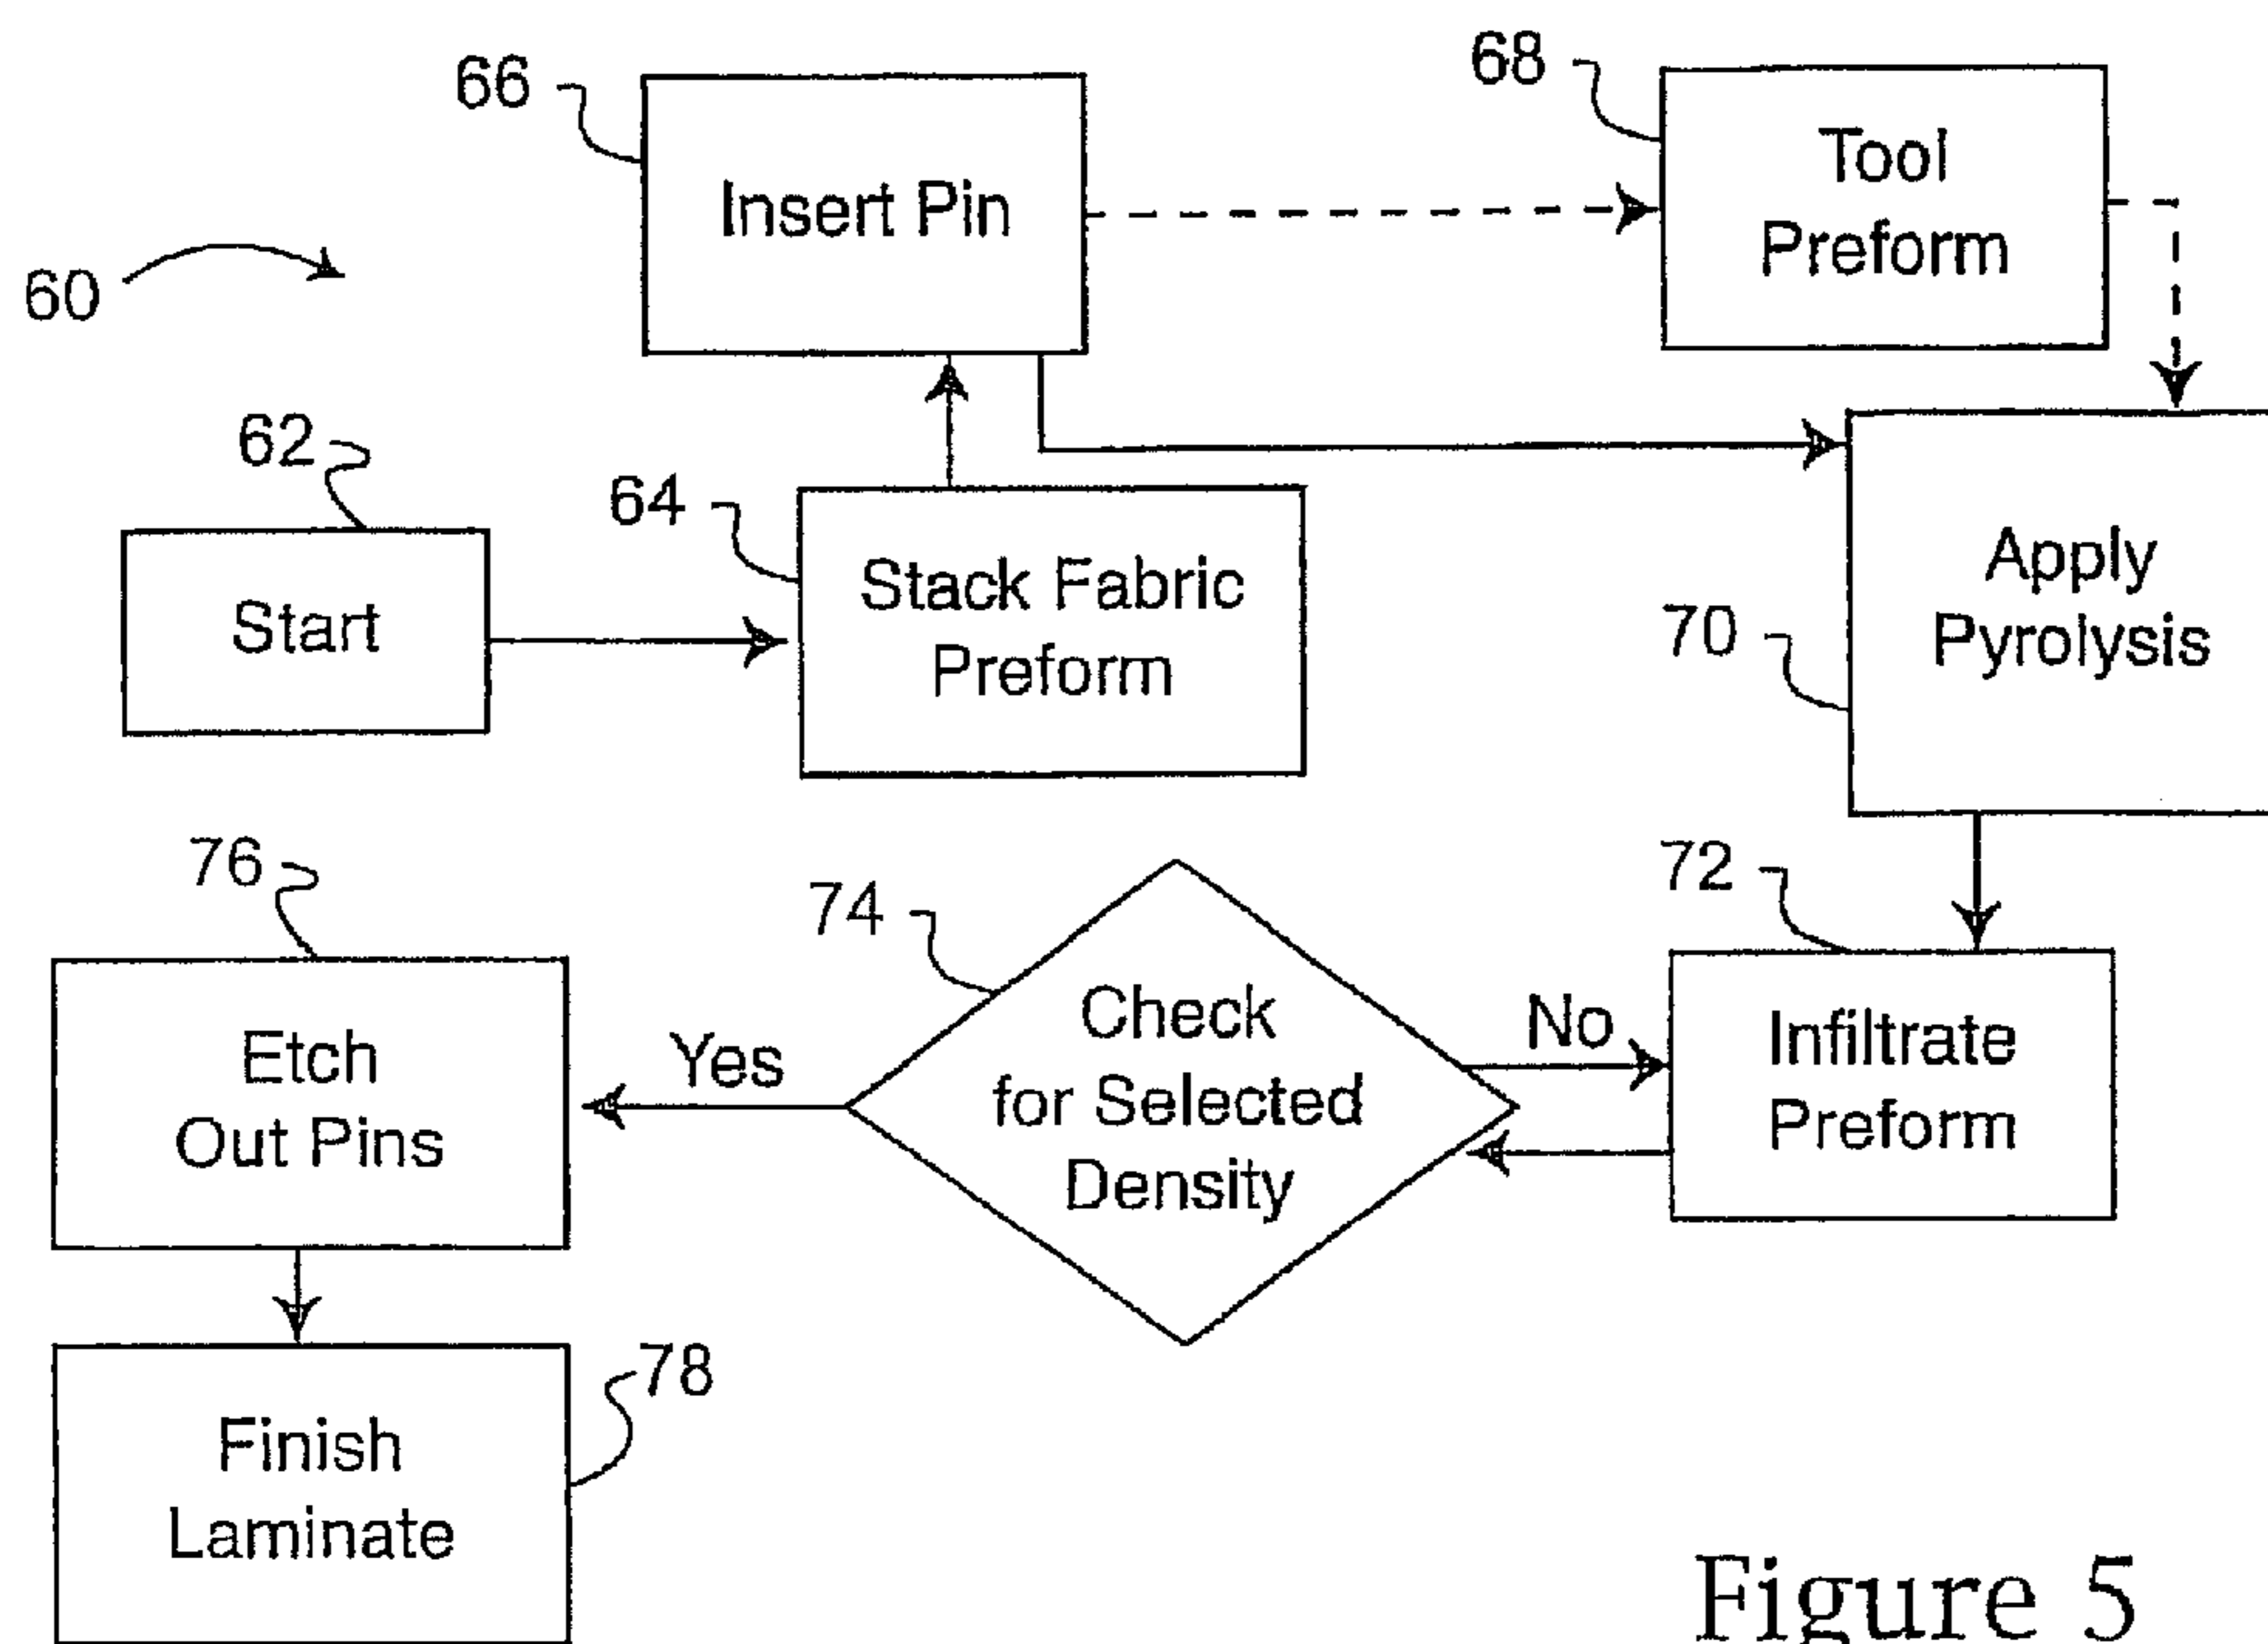 60
62
Start
64
Stack Fabric
Preform
66
Insert Pin
68
Tool
Preform
70
Apply
Pyrolysis
72
Infiltrate
Preform
74
Check
for Selected
Density
No
Yes
76
Etch
Out Pins
78
Finish
Laminate
Figure 5